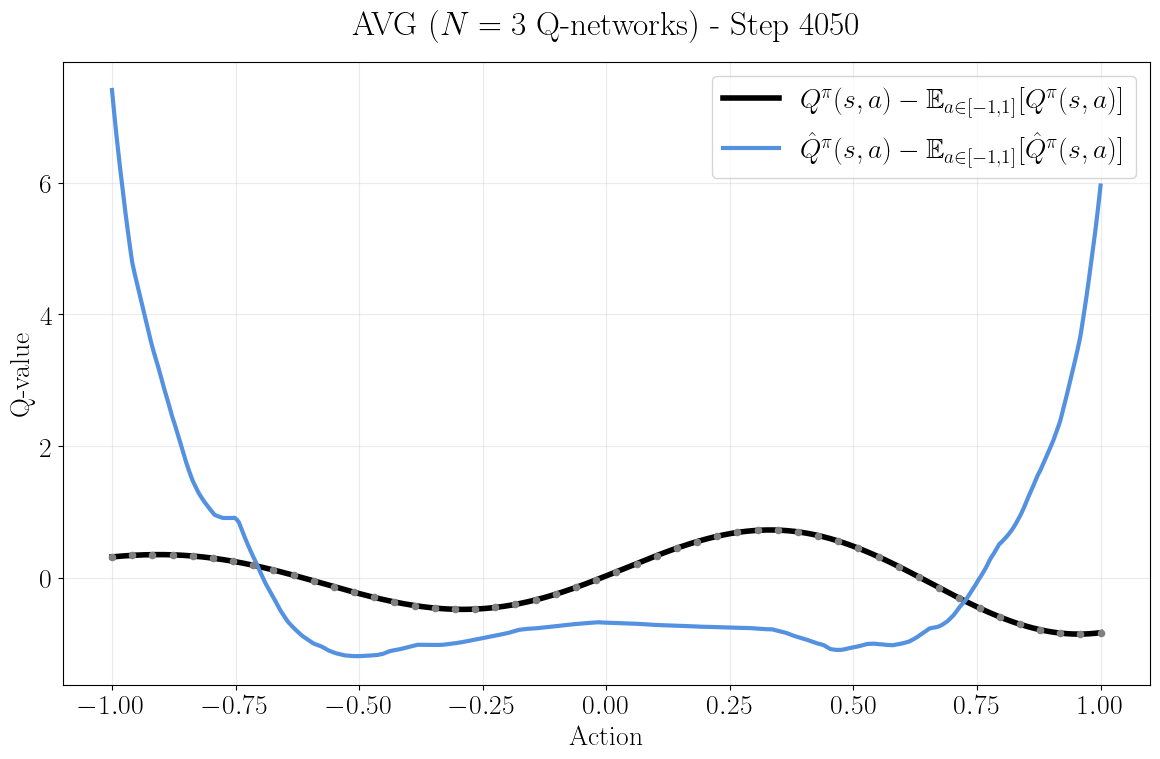 AVG (N = 3 Q-networks) - Step 4050
Q^π(s, a) − 𝔼_{a∈[−1,1]}[Q^π(s, a)]
Q̂^π(s, a) − 𝔼_{a∈[−1,1]}[Q̂^π(s, a)]
Q-value
6
4
2
0
−1.00 −0.75 −0.50 −0.25 0.00 0.25 0.50 0.75 1.00
Action